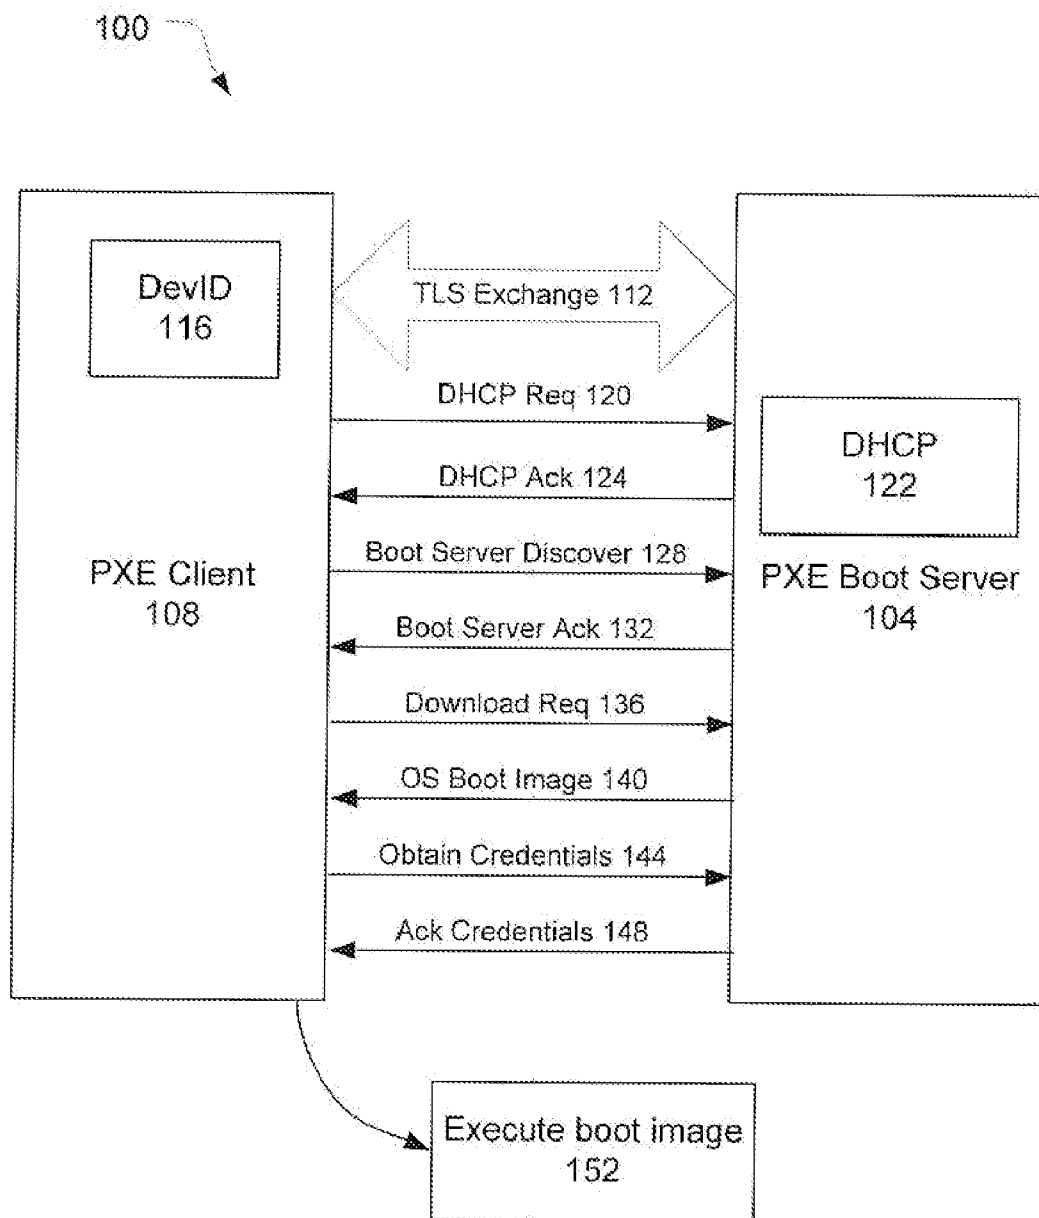 100
DevID
116
TLS Exchange 112
DHCP Req 120
DHCP
122
DHCP Ack 124
Boot Server Discover 128
PXE Client
108
PXE Boot Server
104
Boot Server Ack 132
Download Req 136
OS Boot Image 140
Obtain Credentials 144
Ack Credentials 148
Execute boot image
152